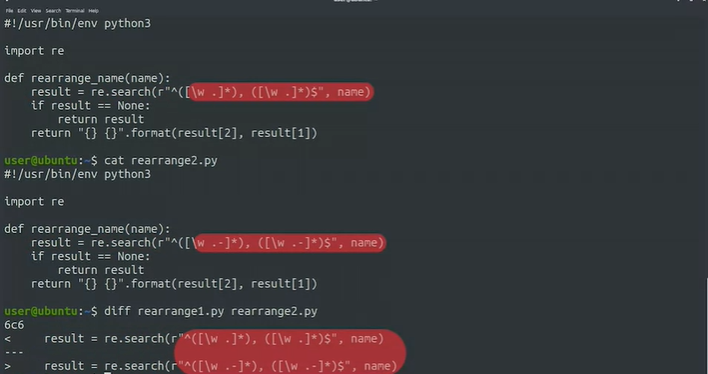 File Edit View Search Terminal Help
#!/usr/bin/env python3
import re
def rearrange_name(name):
    result = re.search(r"^([\w .]*), ([\w .]*)$", name)
    if result == None:
        return result
    return "{} {}".format(result[2], result[1])
user@ubuntu:~$ cat rearrange2.py
#!/usr/bin/env python3
import re
def rearrange_name(name):
    result = re.search(r"^([\w .-]*), ([\w .-]*)$", name)
    if result == None:
        return result
    return "{} {}".format(result[2], result[1])
user@ubuntu:~$ diff rearrange1.py rearrange2.py
6c6
<     result = re.search(r"^([\w .]*), ([\w .]*)$", name)
---
>     result = re.search(r"^([\w .-]*), ([\w .-]*)$", name)